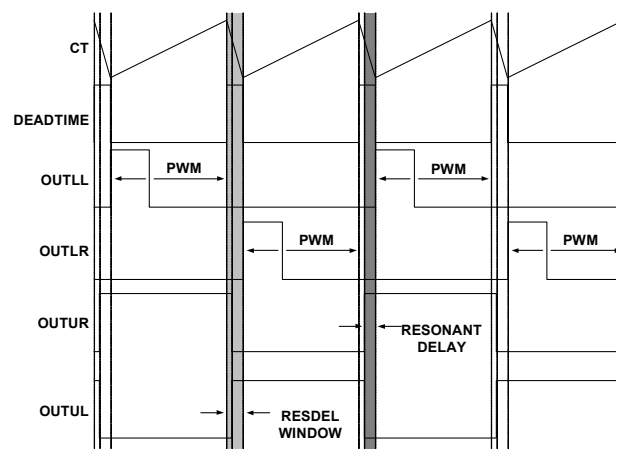 CT
DEADTIME
PWM
PWM
OUTLL
OUTLR
PWM
PWM
OUTUR
RESONANT
DELAY
OUTUL
RESDEL
WINDOW